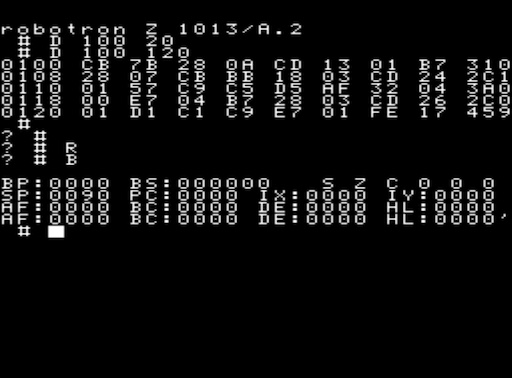 robotron Z 1013/A.2
# D 100 20
# D 100 120
0100 CB 7B 28 0A CD 13 01 B7 310
0108 28 07 CB BB 18 03 CD 24 2C1
0110 01 57 C9 C5 D5 AF 32 04 3A0
0118 00 E7 04 B7 28 03 CD 26 2C0
0120 01 D1 C1 C9 E7 01 FE 17 459
#
? #
? # R
? # B
BP:0000 BS:000000 S Z C 0 0 0
SP:0090 PC:0000 IX:0000 IY:0000
AF:0000 BC:0000 DE:0000 HL:0000
AF:0000 BC:0000 DE:0000 HL:0000'
#